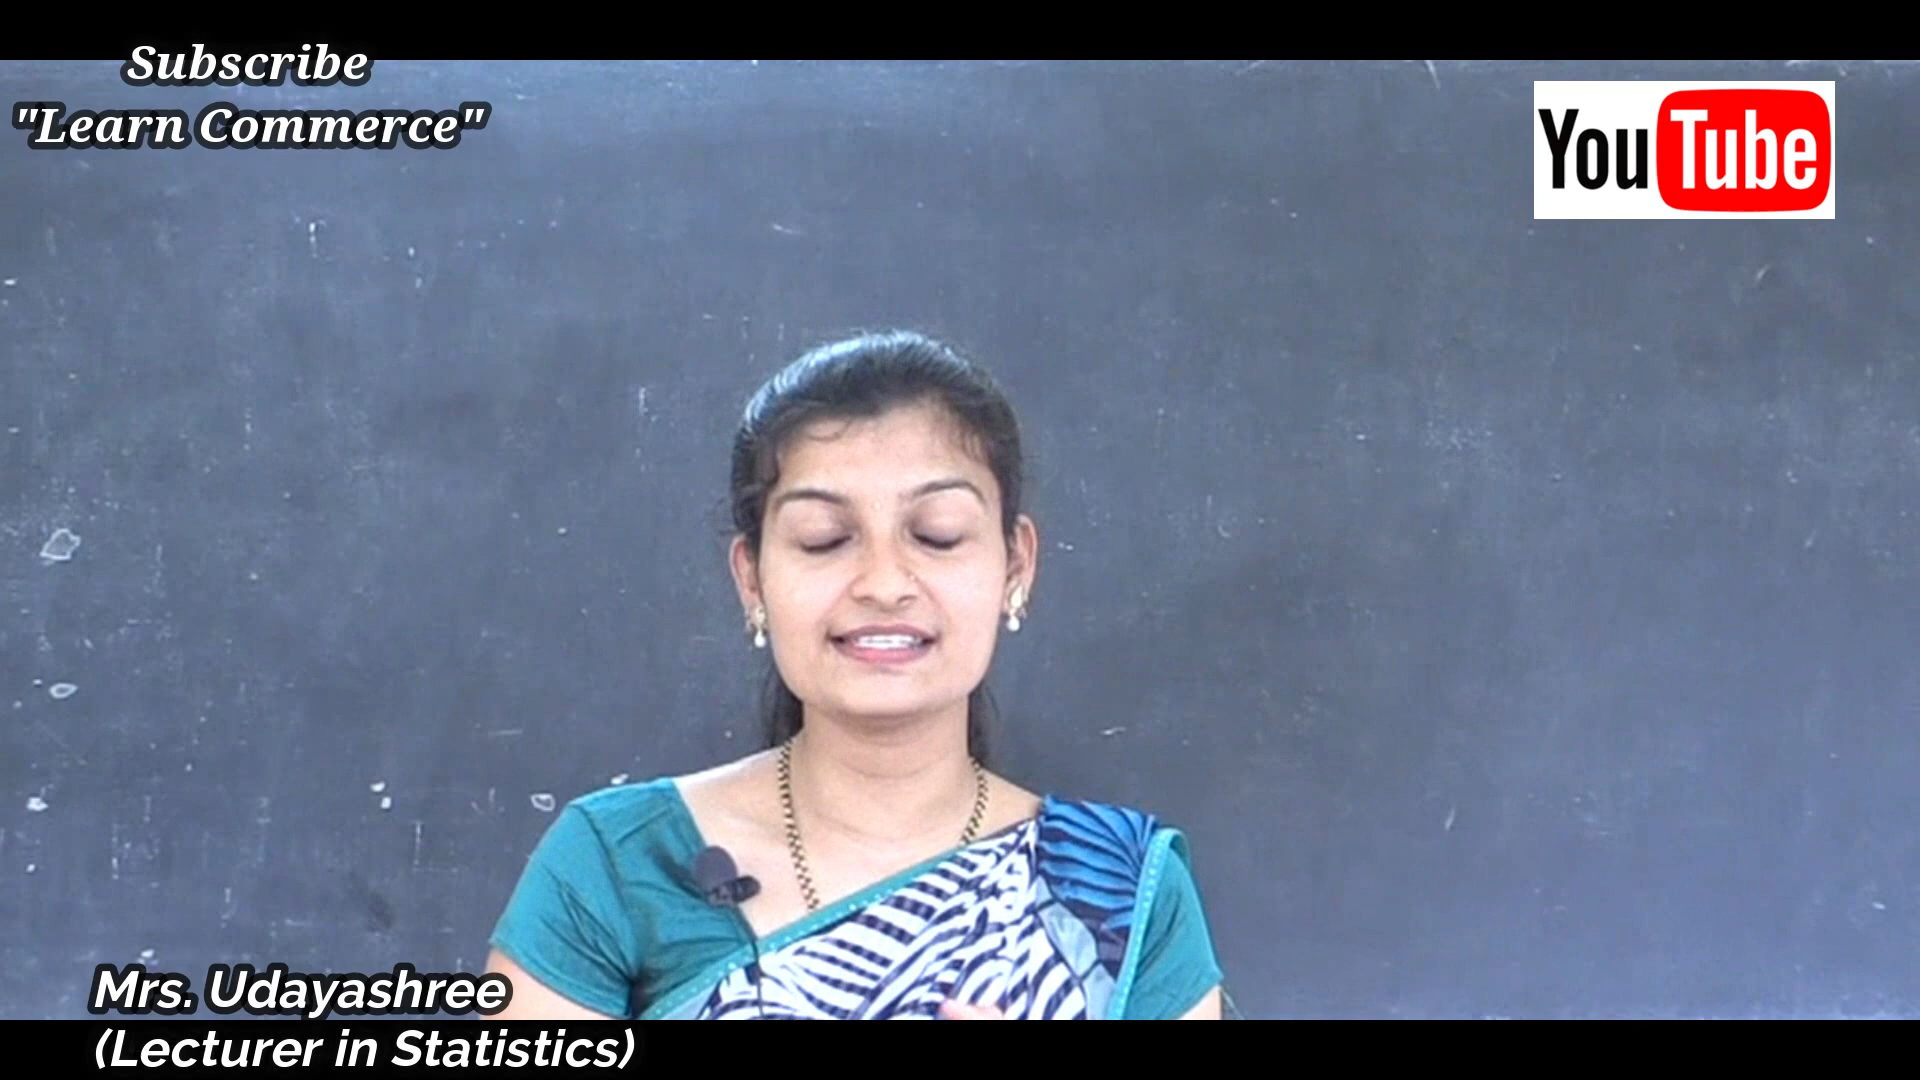 Subscribe
"Learn Commerce"
YouTube
Mrs. Udayashree
(Lecturer in Statistics)